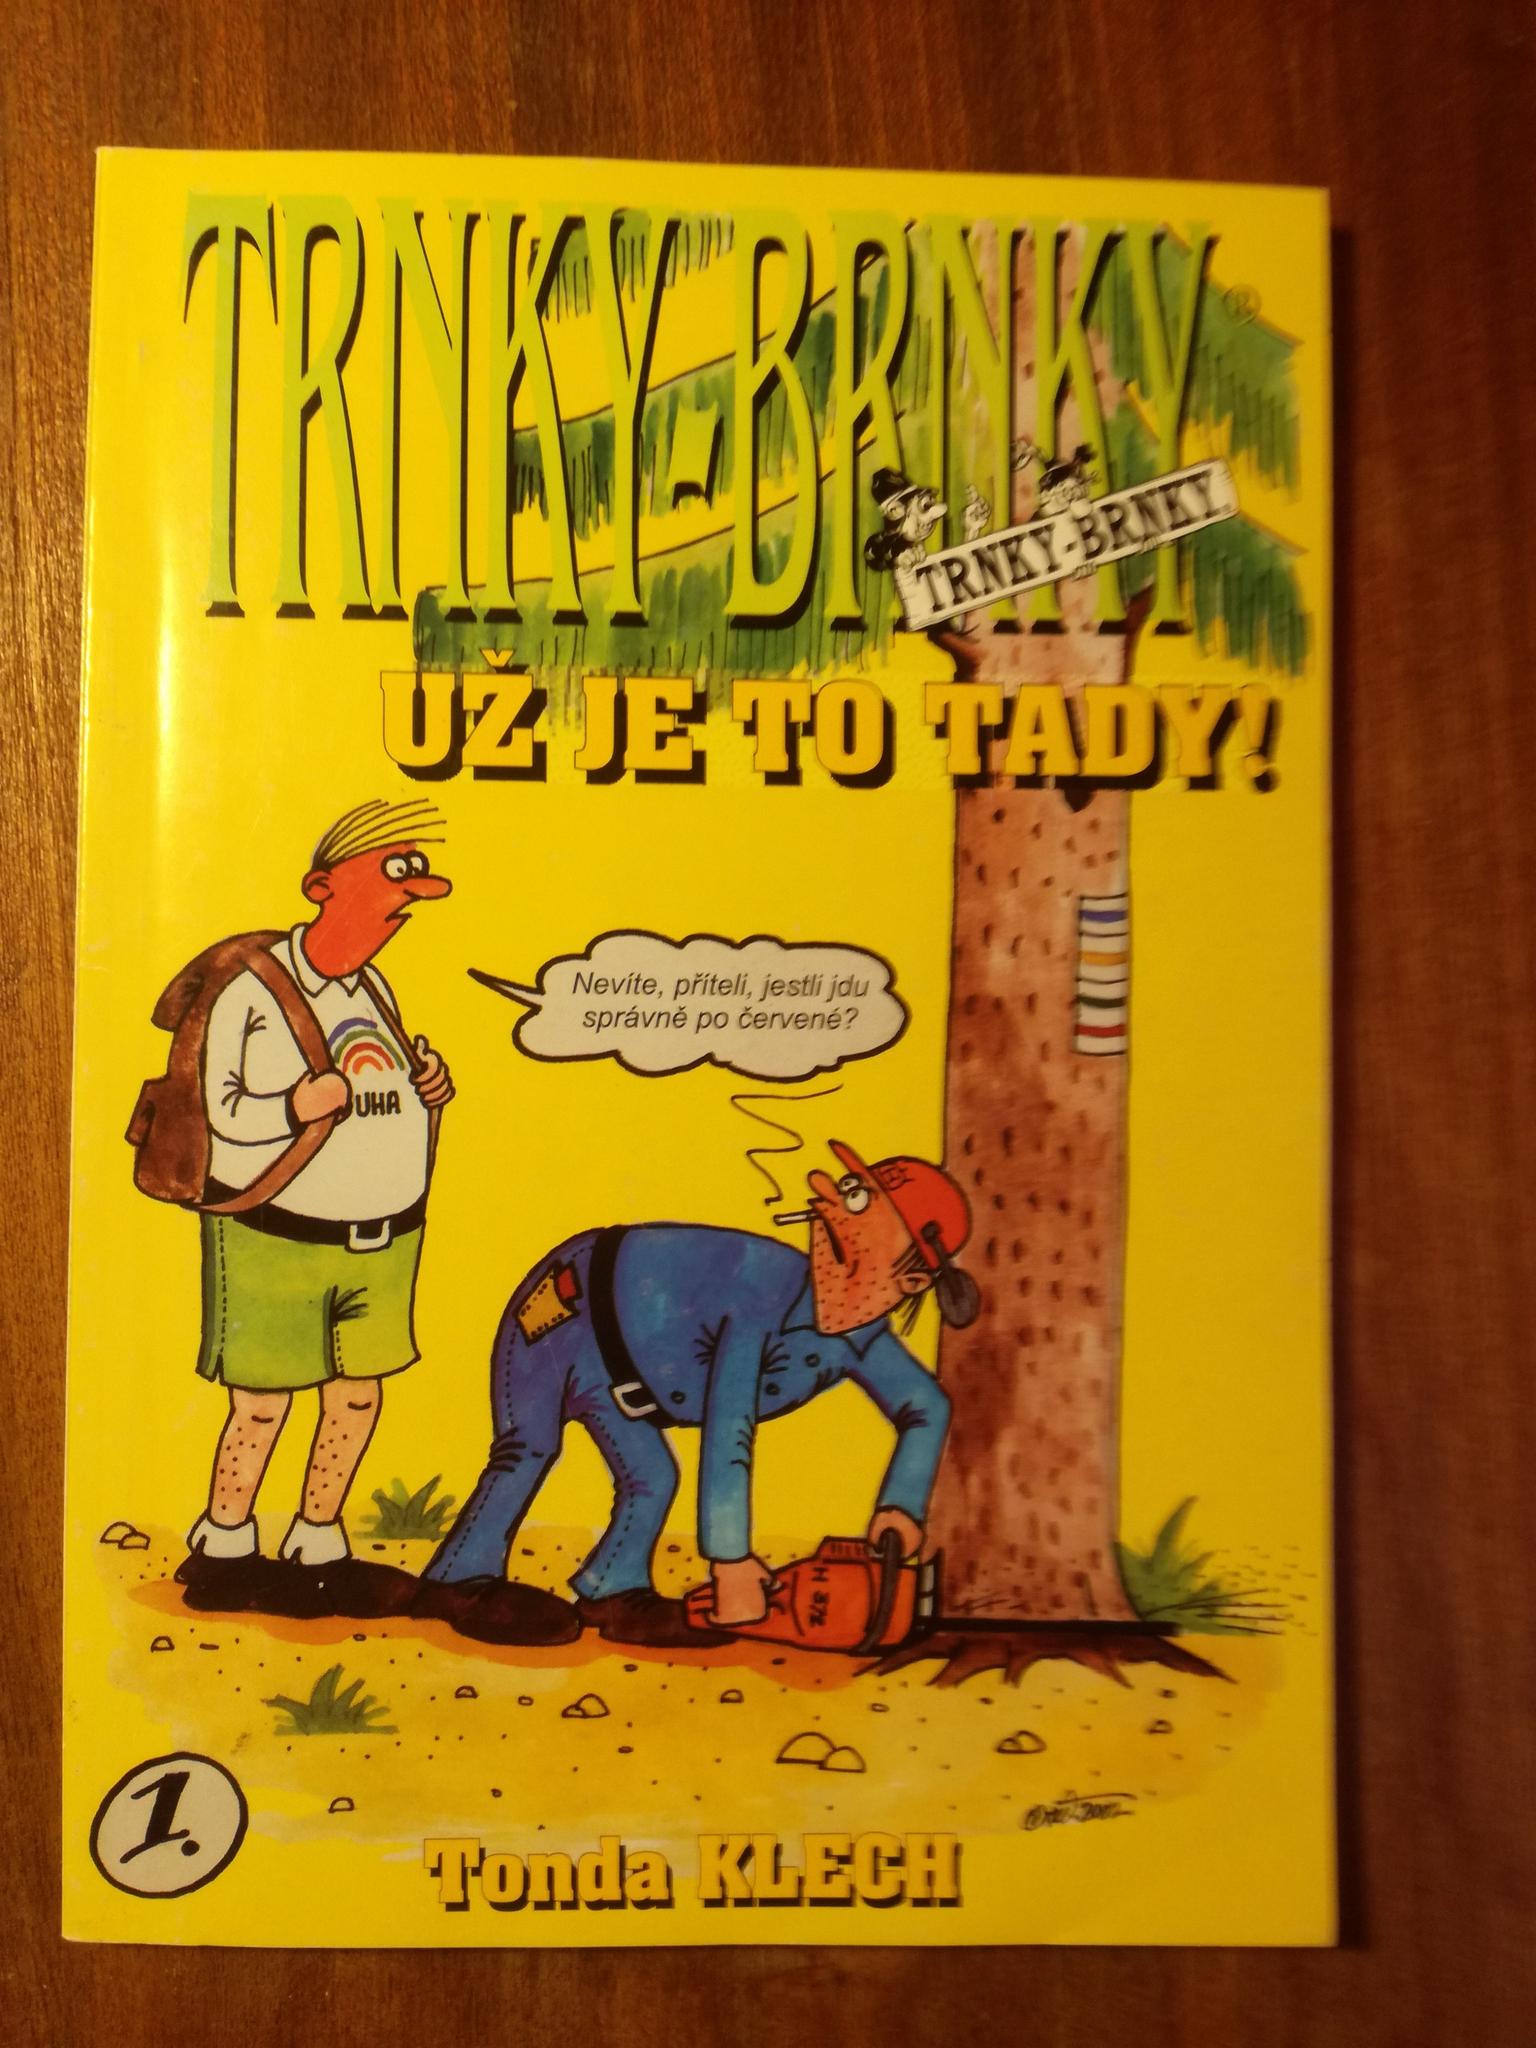 TRNKY-BRNKY ®
TRNKY-BRNKY
UŽ JE TO TADY!
Nevíte, příteli, jestli jdu
správně po červené?
UHA
H 372
1.
Tonda KLECH